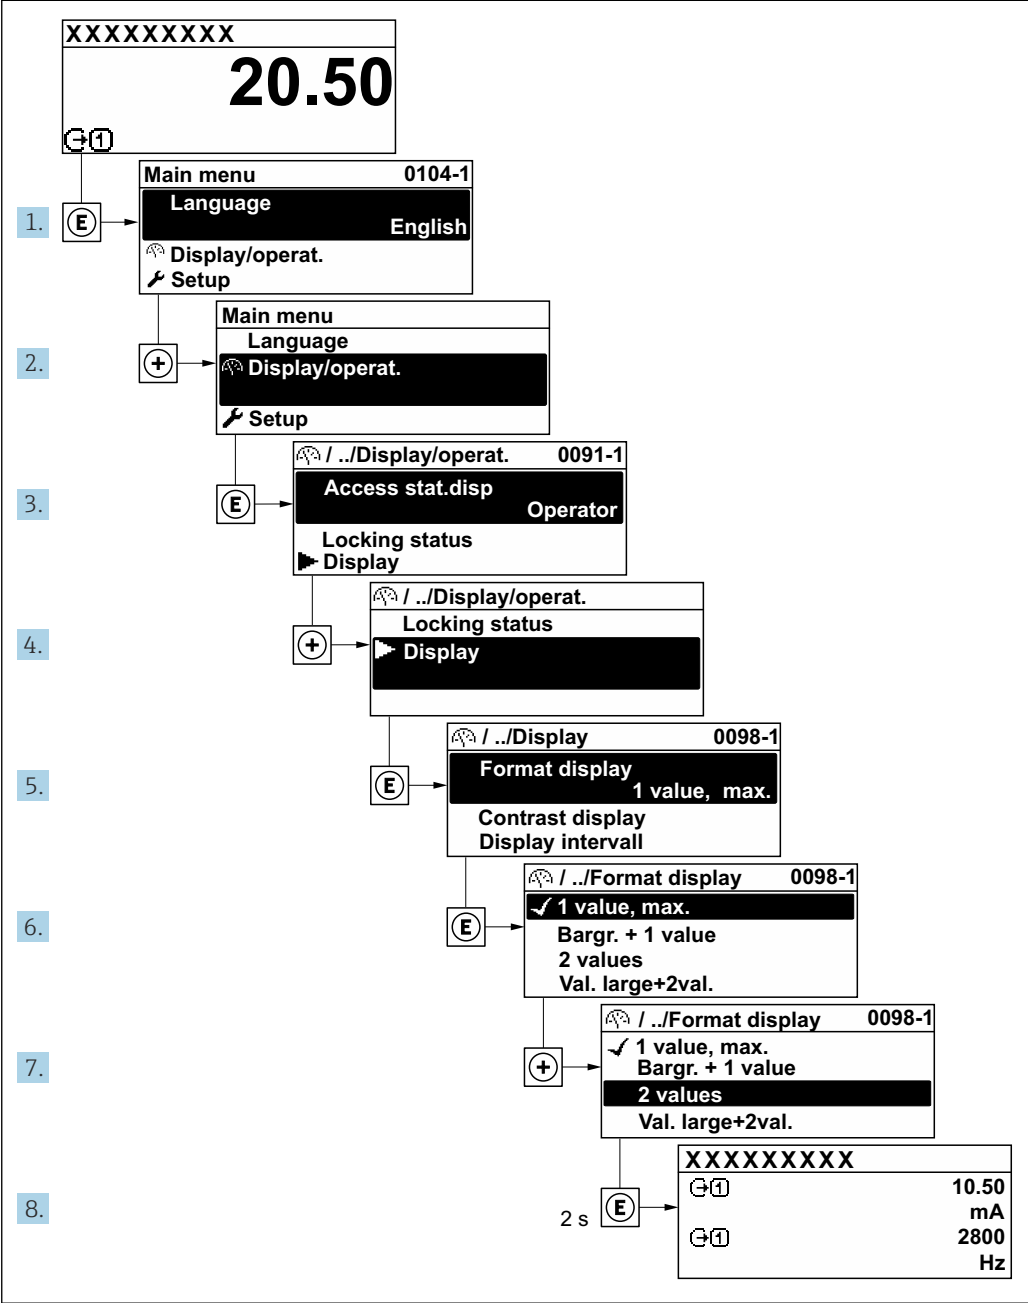 XXXXXXXXX
20.50
1
Main menu 0104-1
1. E Language
English
Display/operat.
Setup
Main menu
Language
2. + Display/operat.
Setup
/ ../Display/operat. 0091-1
3. E Access stat.disp
Operator
Locking status
Display
/ ../Display/operat.
Locking status
4. + Display
/ ../Display 0098-1
5. E Format display
1 value, max.
Contrast display
Display intervall
/ ../Format display 0098-1
6. E 1 value, max.
Bargr. + 1 value
2 values
Val. large+2val.
/ ../Format display 0098-1
7. + 1 value, max.
Bargr. + 1 value
2 values
Val. large+2val.
XXXXXXXXX
1 10.50
8. 2 s E mA
1 2800
Hz